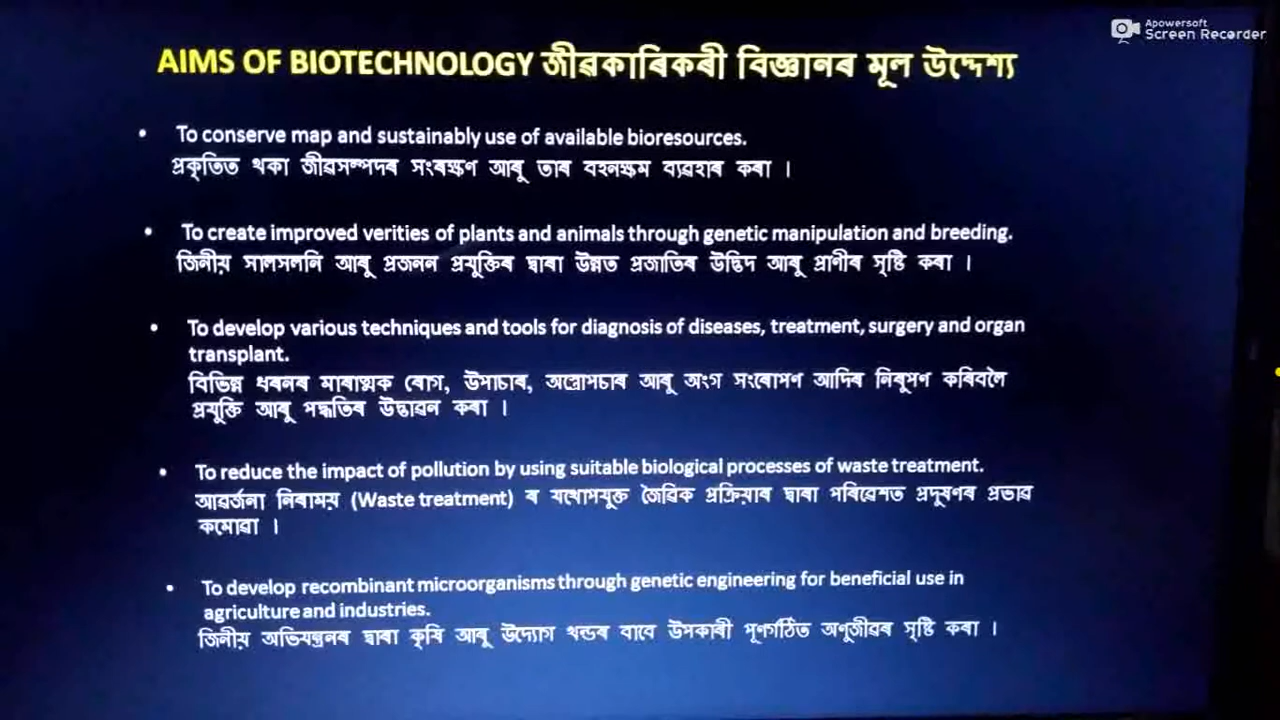 Apowersoft
Screen Recorder
AIMS OF BIOTECHNOLOGY জীৱকাৰিকৰী বিজ্ঞানৰ মূল উদ্দেশ্য
• To conserve map and sustainably use of available bioresources.
প্ৰকৃতিত থকা জীৱসম্পদৰ সংৰক্ষণ আৰু তাৰ বহনক্ষম ব্যৱহাৰ কৰা ।
• To create improved verities of plants and animals through genetic manipulation and breeding.
জিনীয় সালসলনি আৰু প্ৰজনন প্ৰযুক্তিৰ দ্বাৰা উন্নত প্ৰজাতিৰ উদ্ভিদ আৰু প্ৰাণীৰ সৃষ্টি কৰা ।
• To develop various techniques and tools for diagnosis of diseases, treatment, surgery and organ
transplant.
বিভিন্ন ধৰনৰ মাৰাত্মক ৰোগ, উপাচাৰ, অস্ত্ৰোপচাৰ আৰু অংগ সংৰোপণ আদিৰ নিৰূপণ কৰিবলৈ
প্ৰযুক্তি আৰু পদ্ধতিৰ উদ্ভাৱন কৰা ।
• To reduce the impact of pollution by using suitable biological processes of waste treatment.
আৱৰ্জনা নিৰাময় (Waste treatment) ৰ যথোপযুক্ত জৈৱিক প্ৰক্ৰিয়াৰ দ্বাৰা পৰিৱেশত প্ৰদূষণৰ প্ৰভাৱ
কমোৱা ।
• To develop recombinant microorganisms through genetic engineering for beneficial use in
agriculture and industries.
জিনীয় অভিযন্ত্ৰনৰ দ্বাৰা কৃষি আৰু উদ্যোগ খন্ডৰ বাবে উপকাৰী পূণৰ্গঠিত অণুজীৱৰ সৃষ্টি কৰা ।